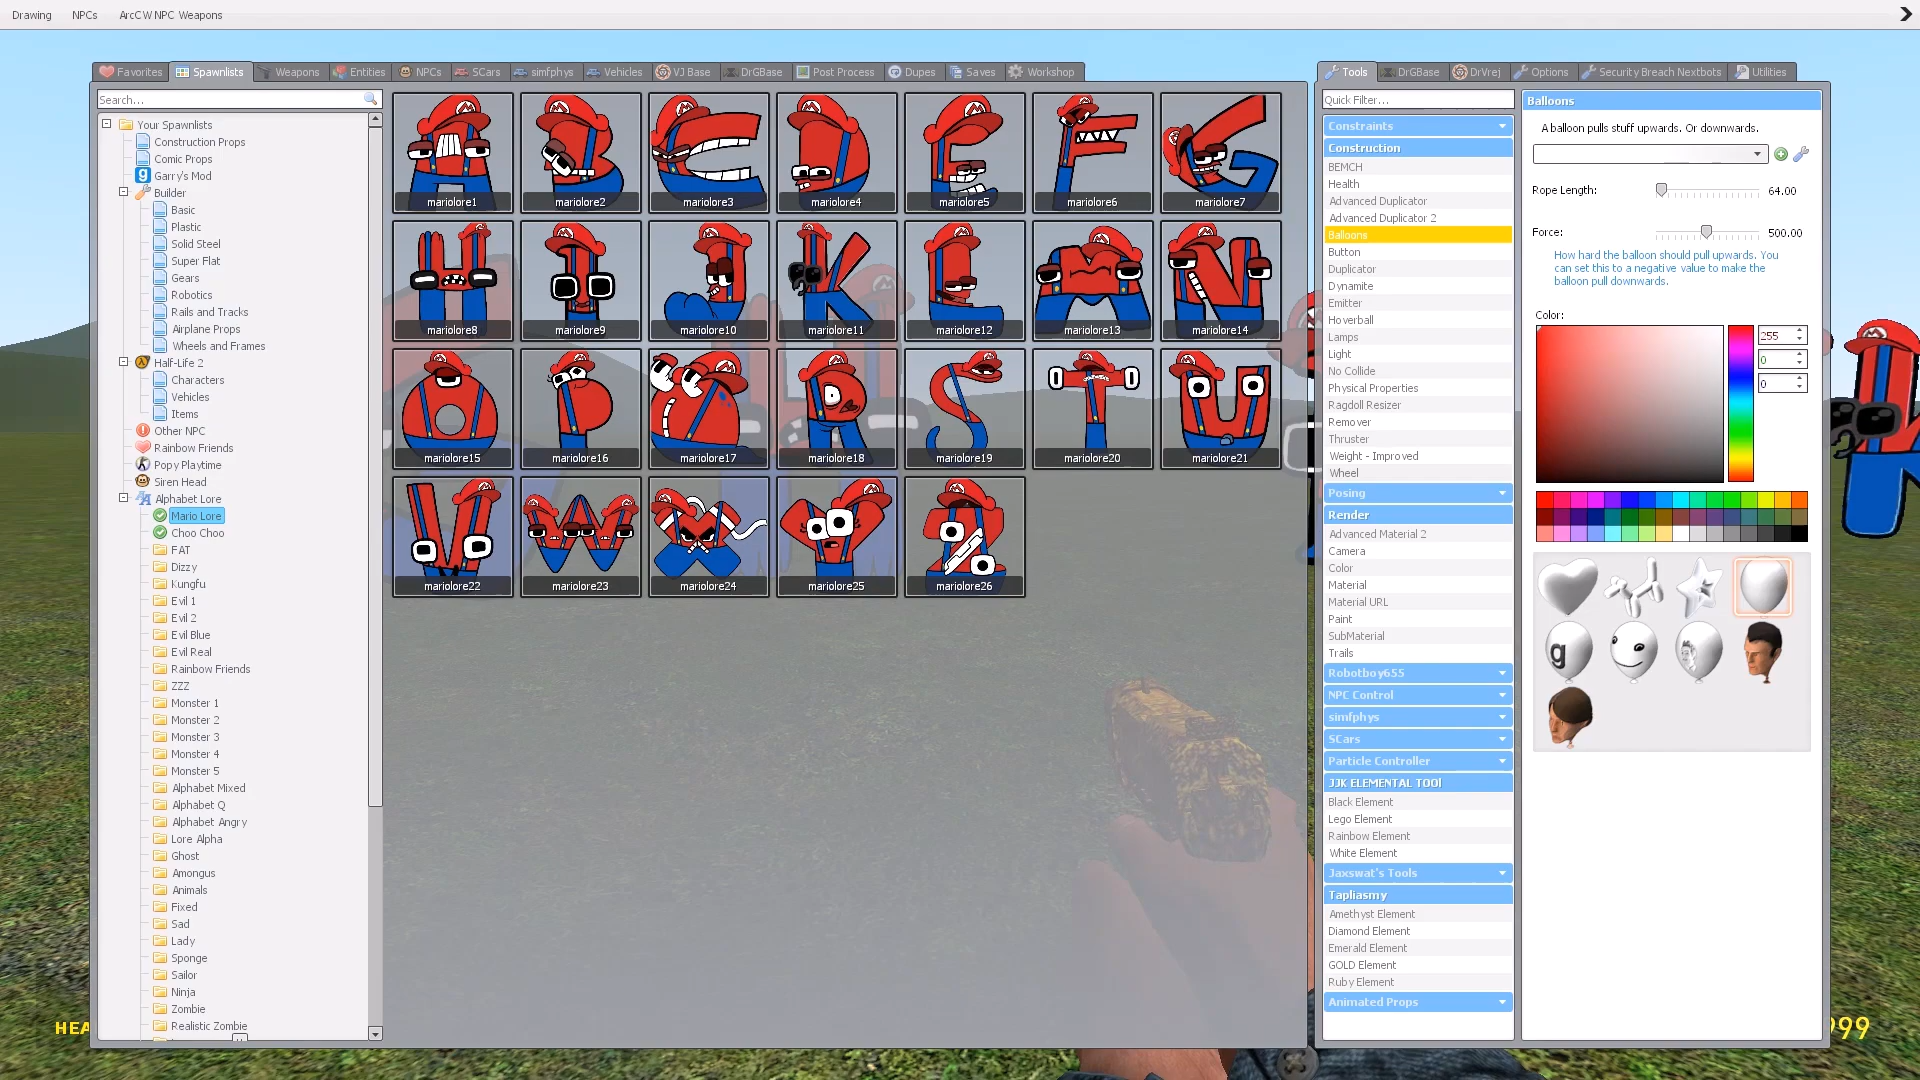 Drawing NPCs ArcCW NPC Weapons
Favorites Spawnlists Weapons Entities NPCs SCars simfphys Vehicles VJ Base DrGBase Post Process Dupes Saves Workshop
Search...
Your Spawnlists
Construction Props
Comic Props
Garry's Mod
Builder
Basic
Plastic
Solid Steel
Super Flat
Gears
Robotics
Rails and Tracks
Airplane Props
Wheels and Frames
Half-Life 2
Characters
Vehicles
Items
Other NPC
Rainbow Friends
Popy Playtime
Siren Head
Alphabet Lore
Mario Lore
Choo Choo
FAT
Dizzy
Kungfu
Evil 1
Evil 2
Evil Blue
Evil Real
Rainbow Friends
ZZZ
Monster 1
Monster 2
Monster 3
Monster 4
Monster 5
Alphabet Mixed
Alphabet Q
Alphabet Angry
Lore Alpha
Ghost
Amongus
Animals
Fixed
Sad
Lady
Sponge
Sailor
Ninja
Zombie
Realistic Zombie
mariolore1 mariolore2 mariolore3 mariolore4 mariolore5 mariolore6 mariolore7
mariolore8 mariolore9 mariolore10 mariolore11 mariolore12 mariolore13 mariolore14
mariolore15 mariolore16 mariolore17 mariolore18 mariolore19 mariolore20 mariolore21
mariolore22 mariolore23 mariolore24 mariolore25 mariolore26
Tools DrGBase DrVrej Options Security Breach Nextbots Utilities
Quick Filter...
Constraints
Construction
BEMCH
Health
Advanced Duplicator
Advanced Duplicator 2
Balloons
Button
Duplicator
Dynamite
Emitter
Hoverball
Lamps
Light
No Collide
Physical Properties
Ragdoll Resizer
Remover
Thruster
Weight - Improved
Wheel
Posing
Render
Advanced Material 2
Camera
Color
Material
Material URL
Paint
SubMaterial
Trails
Robotboy655
NPC Control
simfphys
SCars
Particle Controller
JJK ELEMENTAL TOOl
Black Element
Lego Element
Rainbow Element
White Element
Jaxswat's Tools
Tapliasmy
Amethyst Element
Diamond Element
Emerald Element
GOLD Element
Ruby Element
Animated Props
Balloons
A balloon pulls stuff upwards. Or downwards.
Rope Length: 64.00
Force: 500.00
How hard the balloon should pull upwards. You
can set this to a negative value to make the
balloon pull downwards.
Color:
255
0
0
g
HEA
999